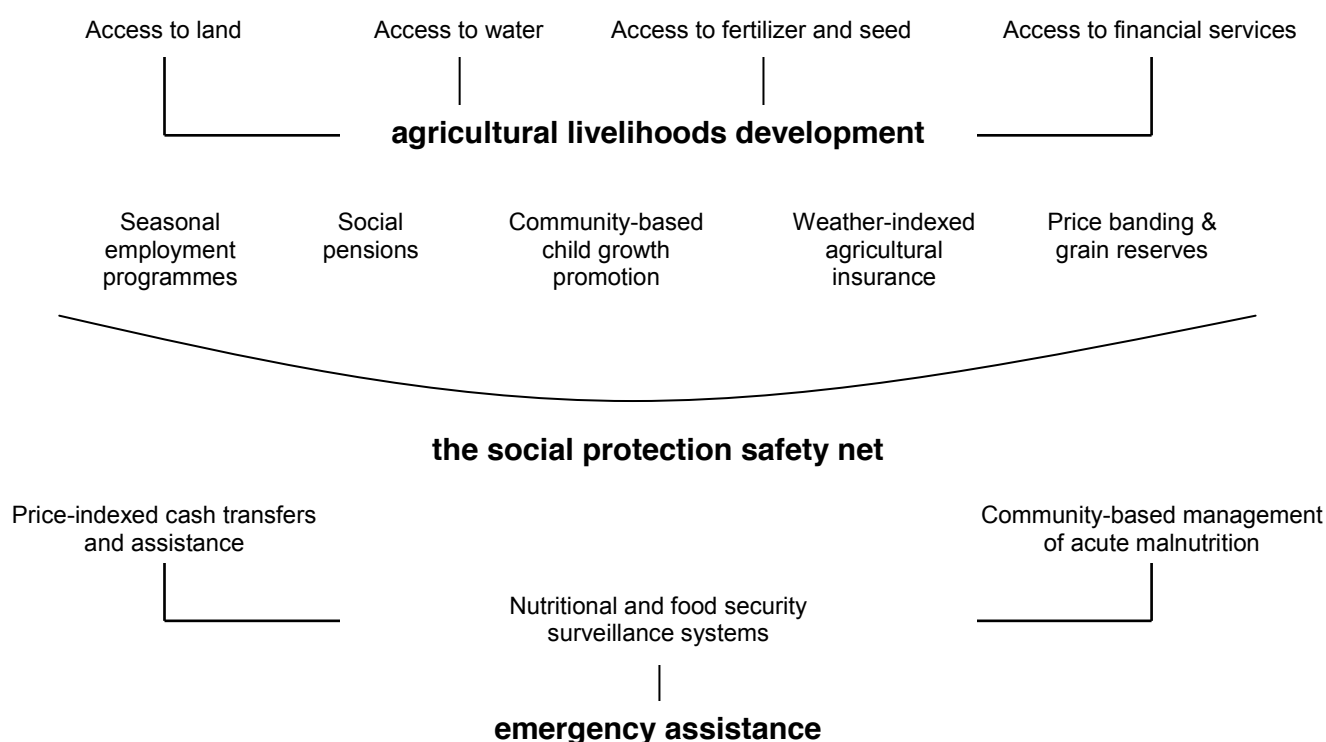 Access to land
Access to water
Access to fertilizer and seed
Access to financial services
agricultural livelihoods development
Seasonal
employment
programmes
Social
pensions
Community-based
child growth
promotion
Weather-indexed
agricultural
insurance
Price banding &
grain reserves
the social protection safety net
Price-indexed cash transfers
and assistance
Community-based management
of acute malnutrition
Nutritional and food security
surveillance systems
emergency assistance